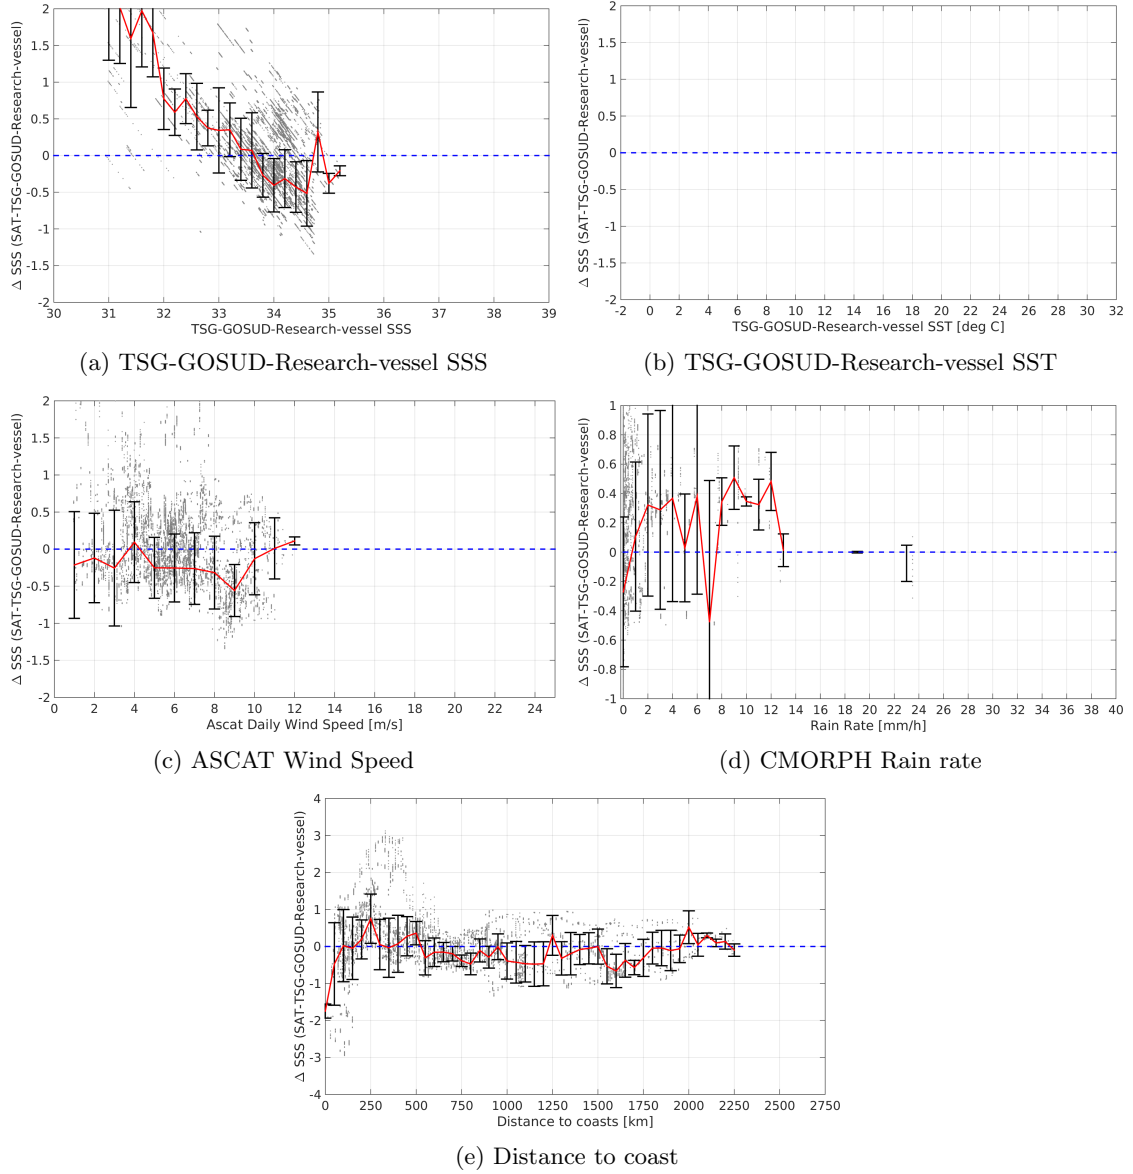 2
1.5
1
0.5
0
-0.5
-1
-1.5
-2
Δ SSS (SAT-TSG-GOSUD-Research-vessel)
30 31 32 33 34 35 36 37 38 39
TSG-GOSUD-Research-vessel SSS
(a) TSG-GOSUD-Research-vessel SSS
2
1.5
1
0.5
0
-0.5
-1
-1.5
-2
Δ SSS (SAT-TSG-GOSUD-Research-vessel)
-2 0 2 4 6 8 10 12 14 16 18 20 22 24 26 28 30 32
TSG-GOSUD-Research-vessel SST [deg C]
(b) TSG-GOSUD-Research-vessel SST
2
1.5
1
0.5
0
-0.5
-1
-1.5
-2
Δ SSS (SAT-TSG-GOSUD-Research-vessel)
0 2 4 6 8 10 12 14 16 18 20 22 24
Ascat Daily Wind Speed [m/s]
(c) ASCAT Wind Speed
1
0.8
0.6
0.4
0.2
0
-0.2
-0.4
-0.6
-0.8
-1
Δ SSS (SAT-TSG-GOSUD-Research-vessel)
0 2 4 6 8 10 12 14 16 18 20 22 24 26 28 30 32 34 36 38 40
Rain Rate [mm/h]
(d) CMORPH Rain rate
4
3
2
1
0
-1
-2
-3
-4
Δ SSS (SAT-TSG-GOSUD-Research-vessel)
0 250 500 750 1000 1250 1500 1750 2000 2250 2500 2750
Distance to coasts [km]
(e) Distance to coast